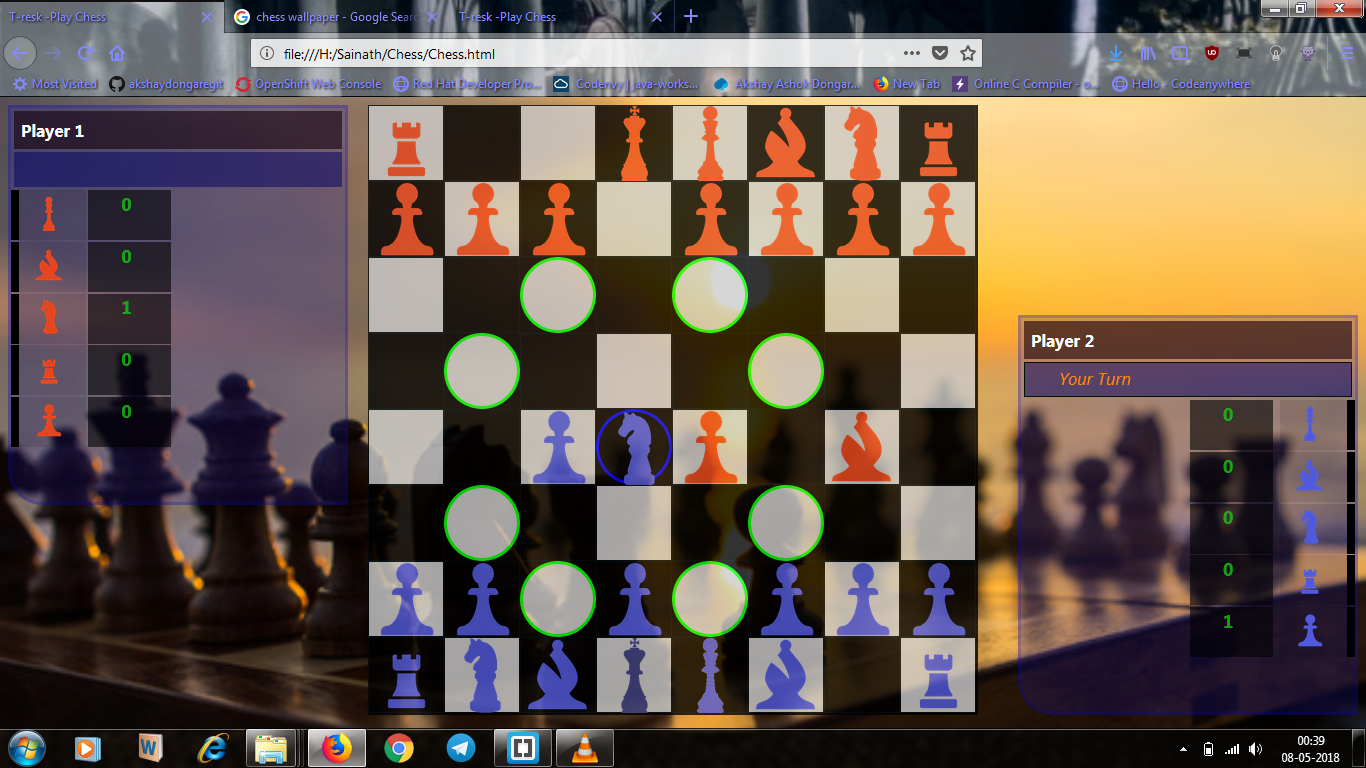 T-resk -Play Chess
chess wallpaper - Google Searc
T-resk -Play Chess
file:///H:/Sainath/Chess/Chess.html
Most Visited
akshaydongaregit
OpenShift Web Console
Red Hat Developer Pro...
Codenvy | java-works...
Akshay Ashok Dongar...
New Tab
Online C Compiler - o...
Hello - Codeanywhere
Player 1
0
0
1
0
0
Player 2
Your Turn
0
0
0
0
1
00:39
08-05-2018